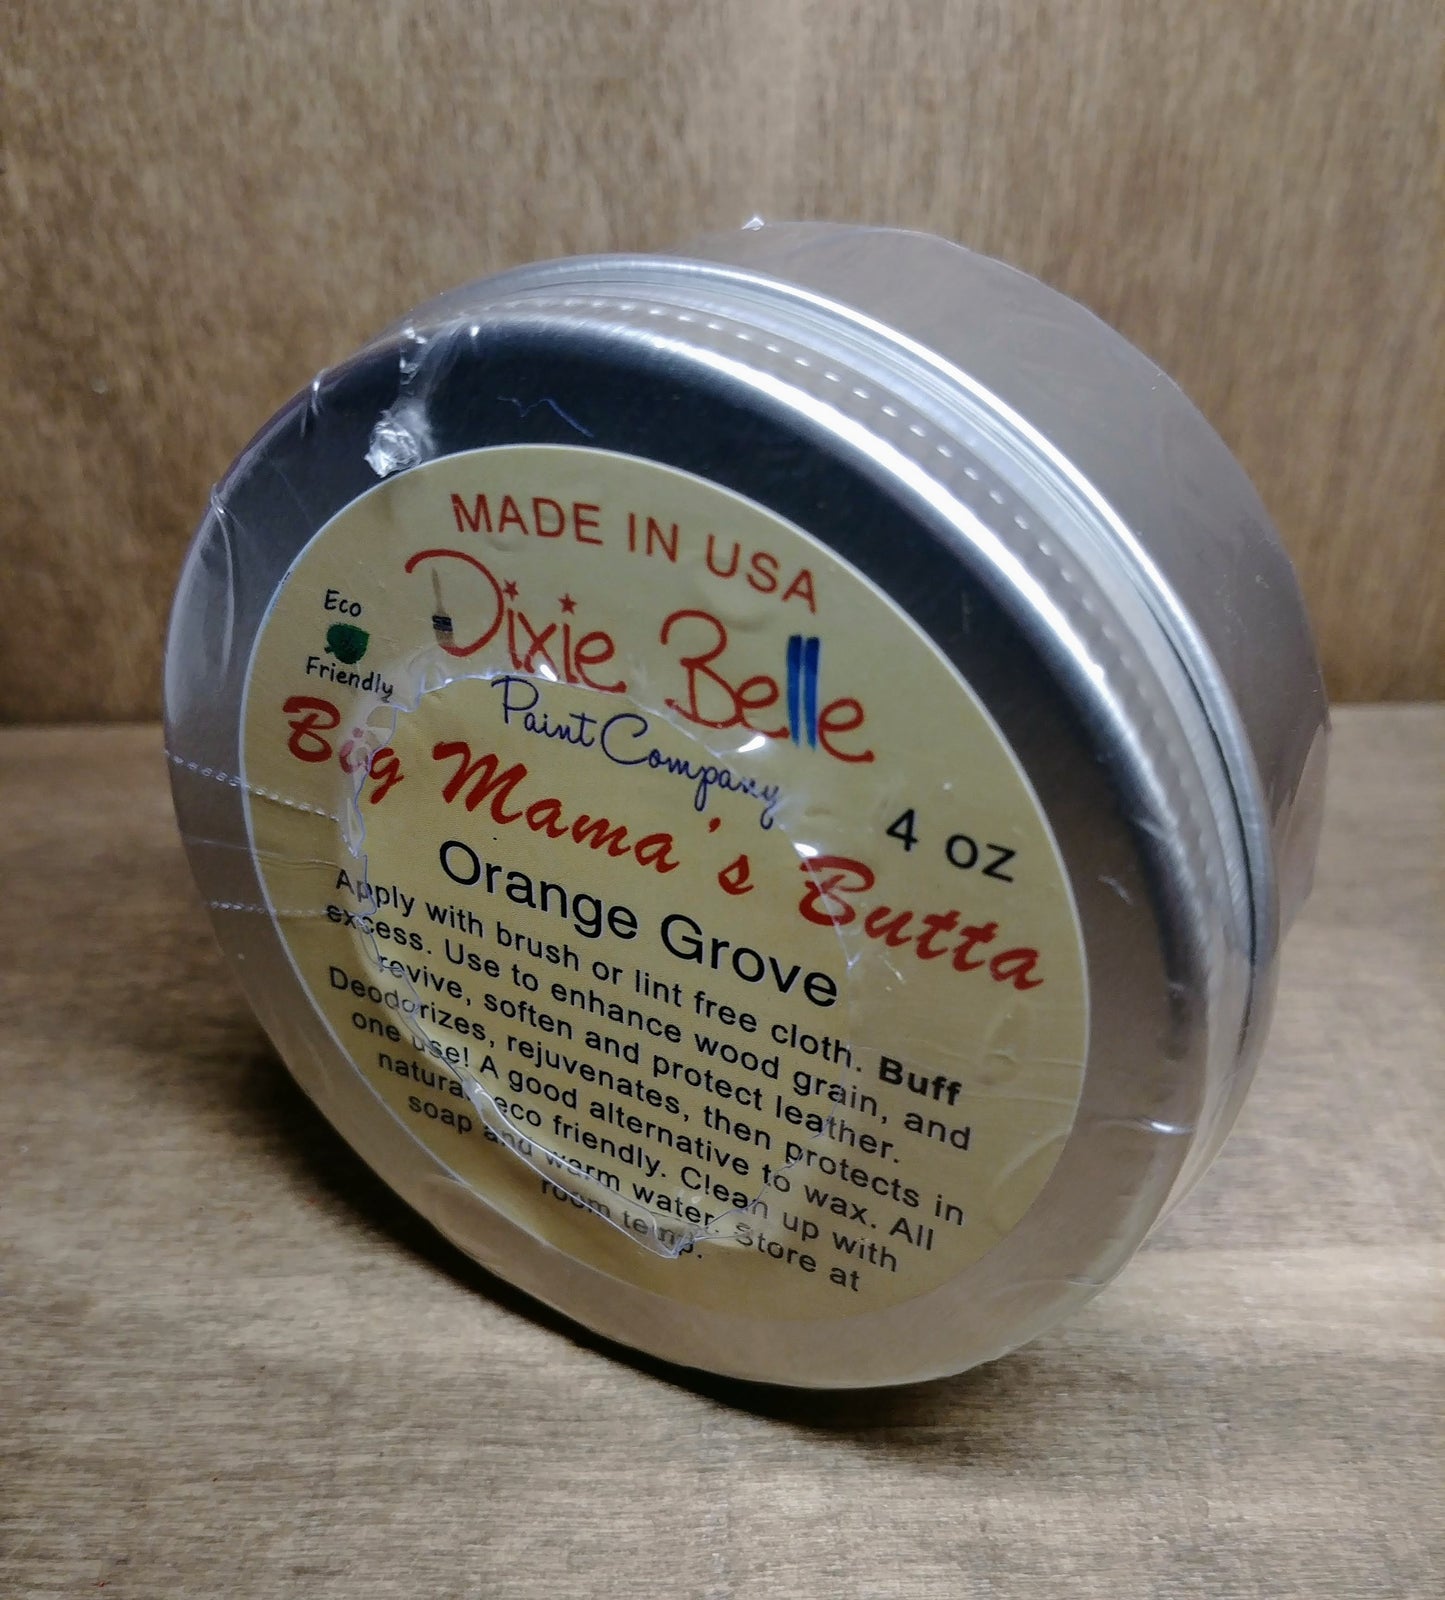 MADE IN USA
Dixie Belle
Paint Company
Eco
Friendly
4 oz
Big Mama's Butta
Orange Grove
Apply with brush or lint free cloth. Buff
excess. Use to enhance wood grain, and
revive, soften and protect leather.
Deodorizes, rejuvenates, then protects in
one use! A good alternative to wax. All
natural, eco friendly. Clean up with
soap and warm water. Store at
room temp.